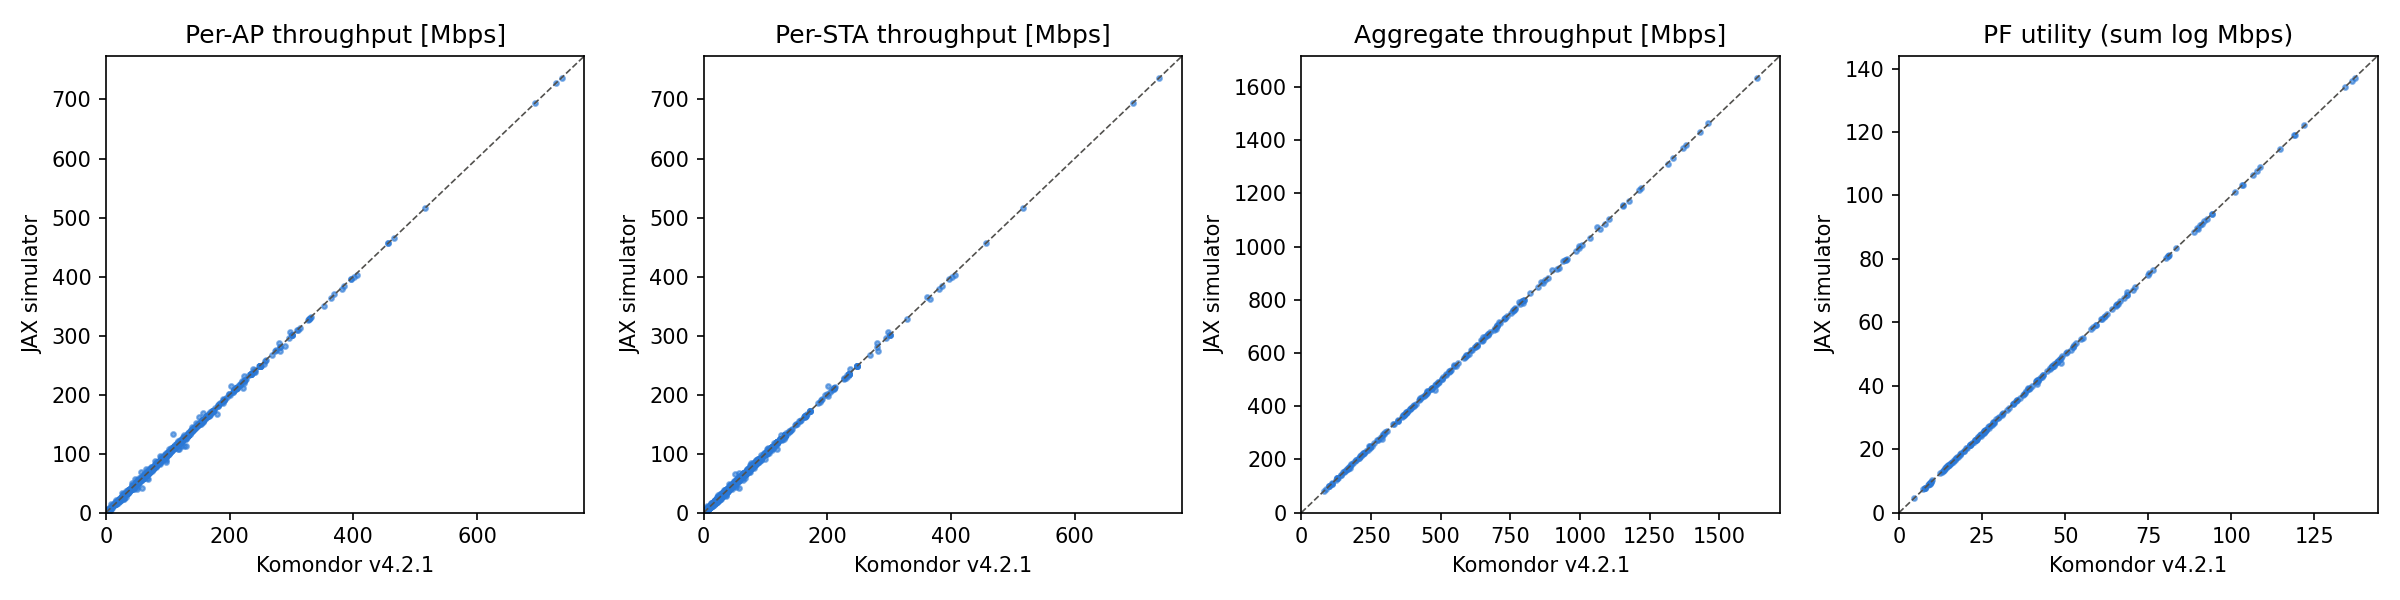 Per-AP throughput [Mbps]
JAX simulator
700
600
500
400
300
200
100
0
0 200 400 600
Komondor v4.2.1
Per-STA throughput [Mbps]
JAX simulator
700
600
500
400
300
200
100
0
0 200 400 600
Komondor v4.2.1
Aggregate throughput [Mbps]
JAX simulator
1600
1400
1200
1000
800
600
400
200
0
0 250 500 750 1000 1250 1500
Komondor v4.2.1
PF utility (sum log Mbps)
JAX simulator
140
120
100
80
60
40
20
0
0 25 50 75 100 125
Komondor v4.2.1